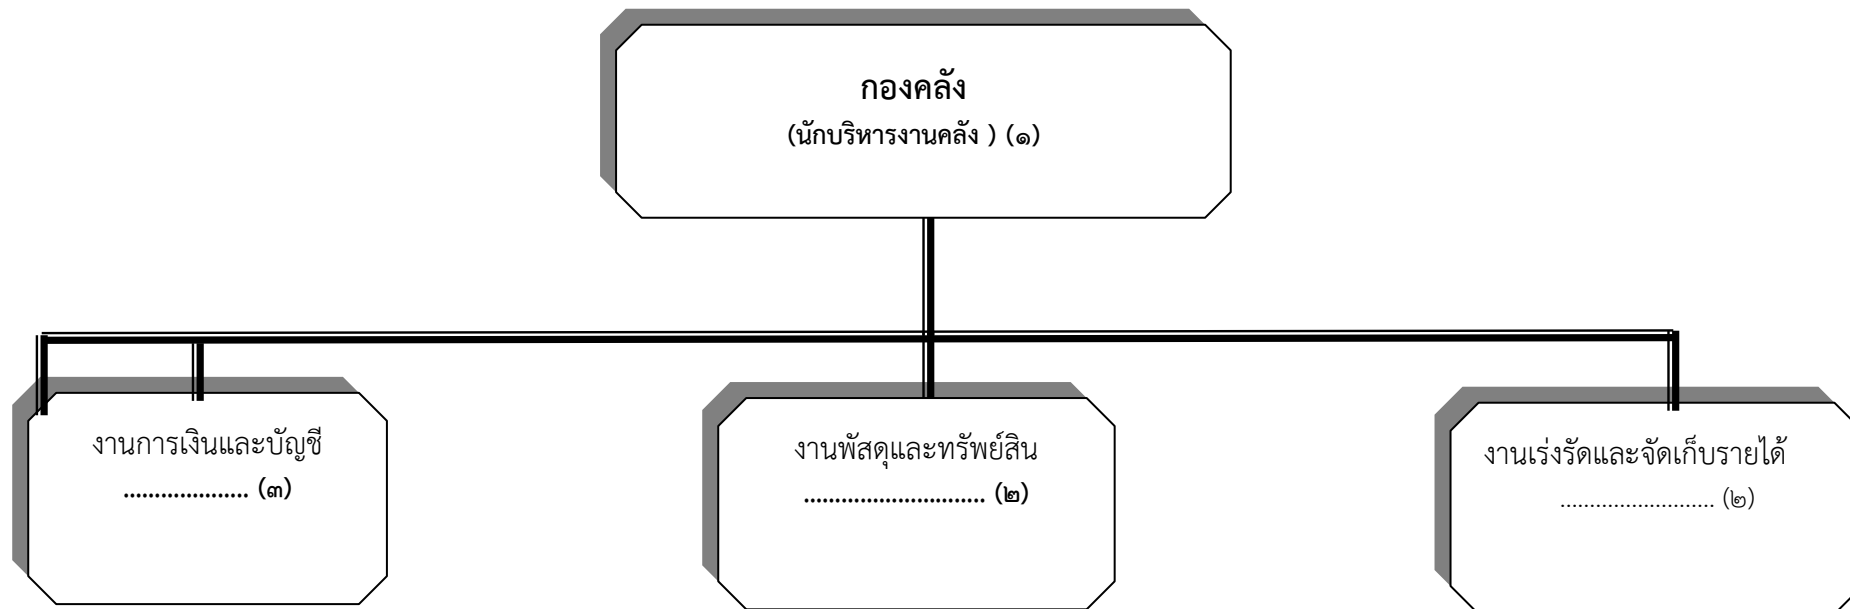 กองคลัง
(นักบริหารงานคลัง ) (๑)
งานการเงินและบัญชี
.................... (๓)
งานพัสดุและทรัพย์สิน
............................. (๒)
งานเร่งรัดและจัดเก็บรายได้
.......................... (๒)